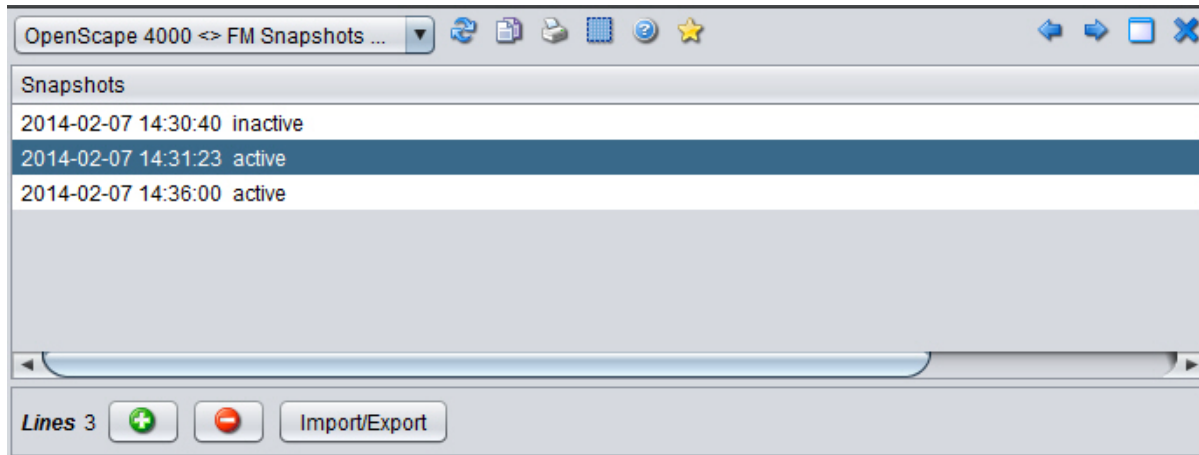 OpenScape 4000 <> FM Snapshots ...
Snapshots
2014-02-07 14:30:40 inactive
2014-02-07 14:31:23 active
2014-02-07 14:36:00 active
Lines 3 Import/Export